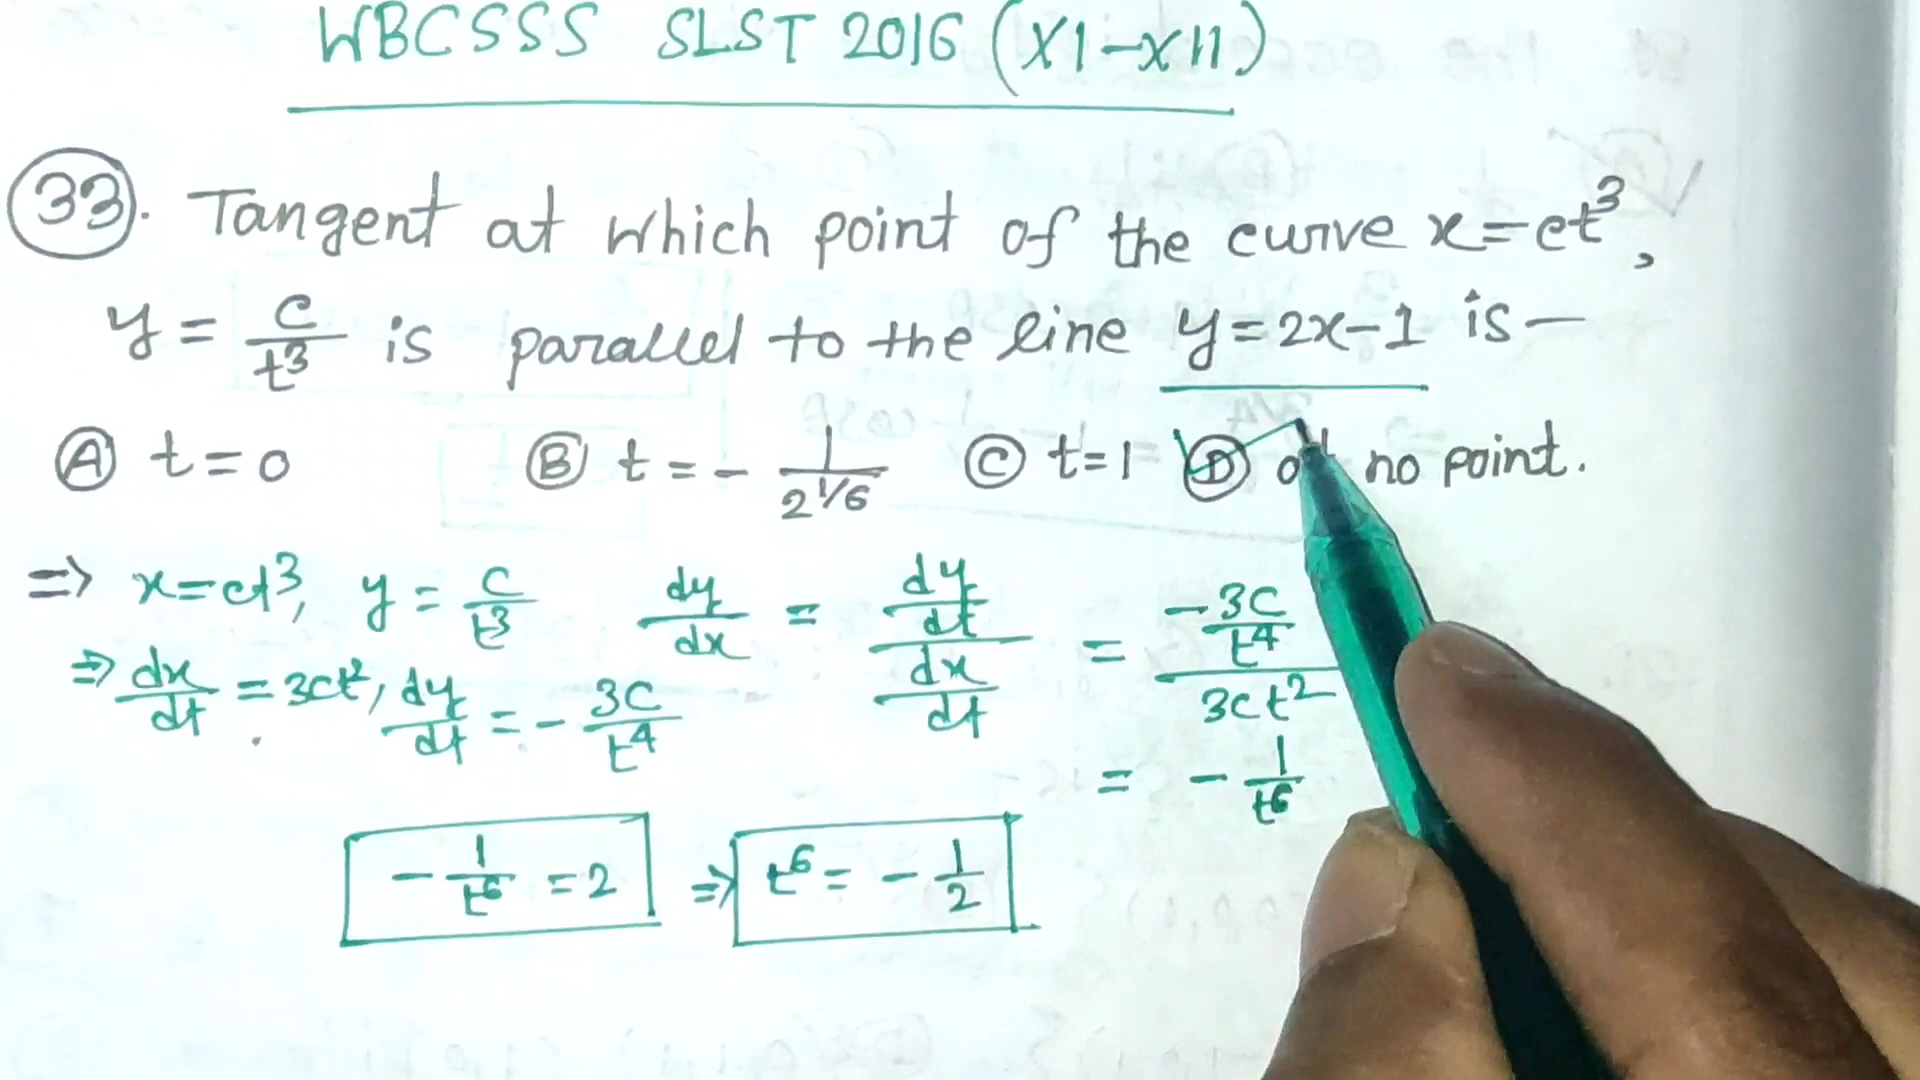 WBCSSS SLST 2016 (XI-XII)
33. Tangent at which point of the curve x=ct³,
y = c/t³ is parallel to the line y=2x-1 is —
(A) t=0 (B) t = - 1/2^(1/6) (C) t=1 (D) at no point.
⇒ x=ct³, y = c/t³ dy/dx = (dy/dt)/(dx/dt) = (-3c/t⁴)/(3ct²)
⇒ dx/dt = 3ct², dy/dt = - 3c/t⁴
= - 1/t⁶
- 1/t⁶ = 2 ⇒ t⁶ = - 1/2